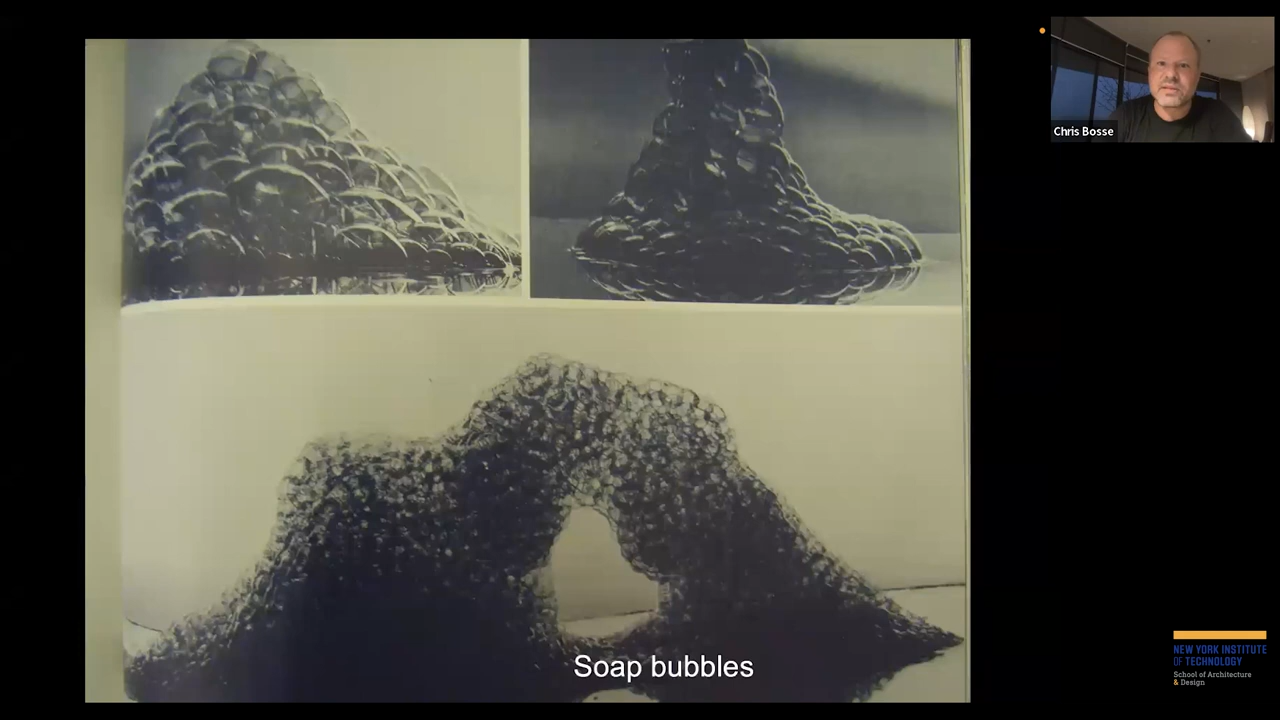 Chris Bosse
Soap bubbles
NEW YORK INSTITUTE
OF TECHNOLOGY
School of Architecture
& Design